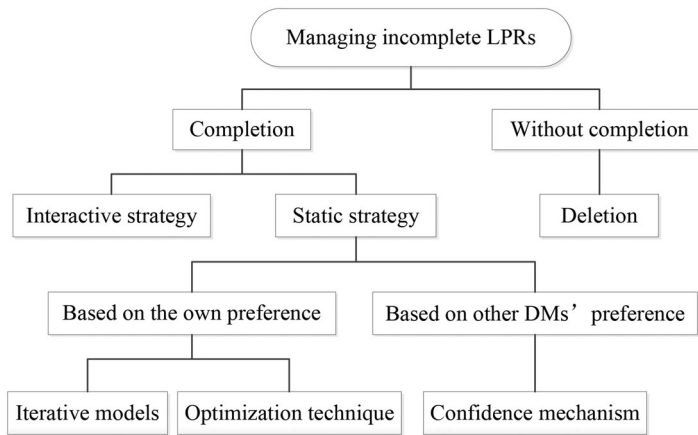 Managing incomplete LPRs
Completion
Without completion
Interactive strategy
Static strategy
Deletion
Based on the own preference
Based on other DMs’ preference
Iterative models
Optimization technique
Confidence mechanism